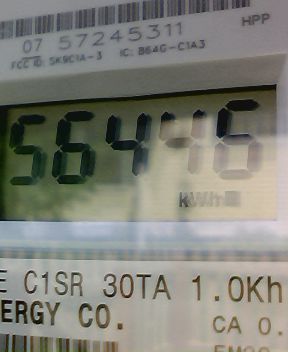 HPP
07 57245311
FCC ID: SK9C1A-3 IC: B64G-C1A3
56446
kWh
E C1SR 30TA 1.0Kh
ERGY CO.
CA 0.